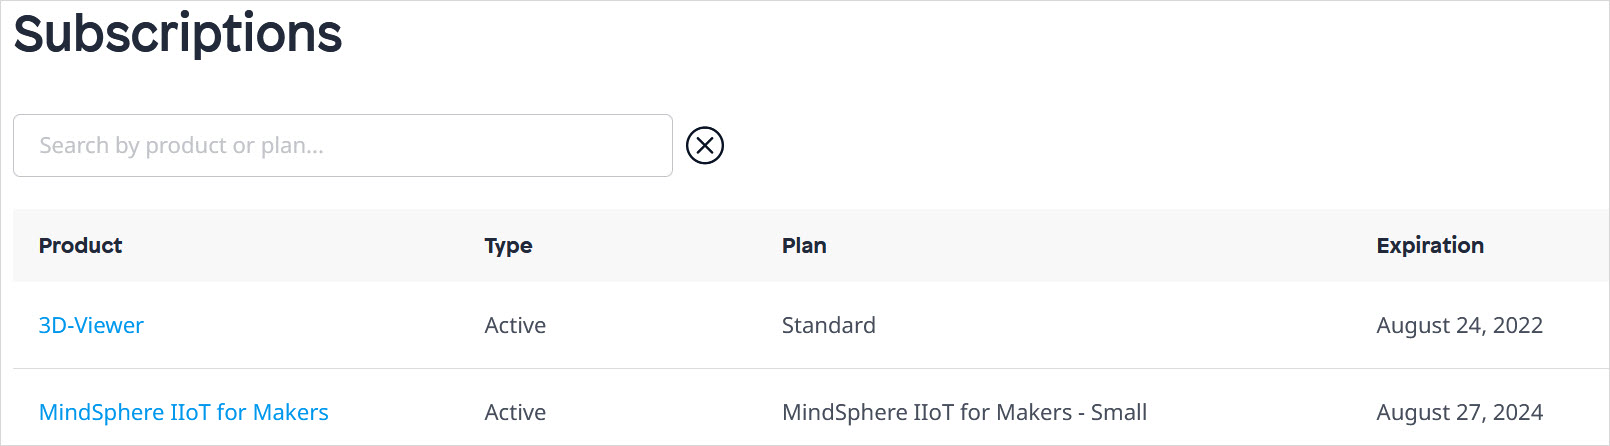 Subscriptions
Search by product or plan...
Product Type Plan Expiration
3D-Viewer Active Standard August 24, 2022
MindSphere IIoT for Makers Active MindSphere IIoT for Makers - Small August 27, 2024